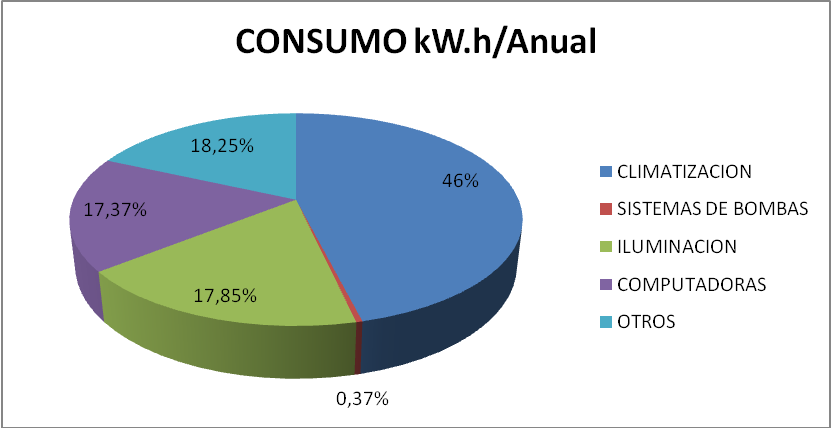 CONSUMO kW.h/Anual
18,25%
46%
17,37%
17,85%
0,37%
CLIMATIZACION
SISTEMAS DE BOMBAS
ILUMINACION
COMPUTADORAS
OTROS